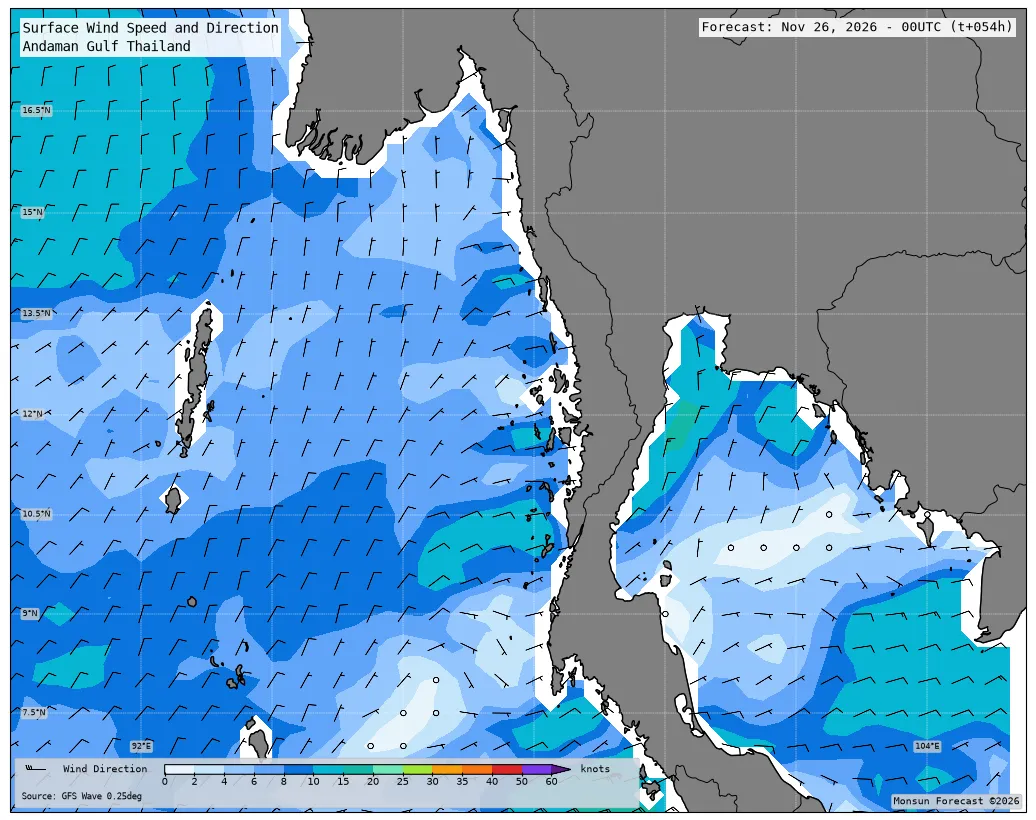 Surface Wind Speed and Direction
Andaman Gulf Thailand
Forecast: Nov 26, 2026 - 00UTC (t+054h)
16.5°N
15°N
13.5°N
12°N
10.5°N
9°N
7.5°N
92°E
104°E
Wind Direction
knots
0 2 4 6 8 10 15 20 25 30 35 40 50 60
Source: GFS Wave 0.25deg
Monsun Forecast ©2026